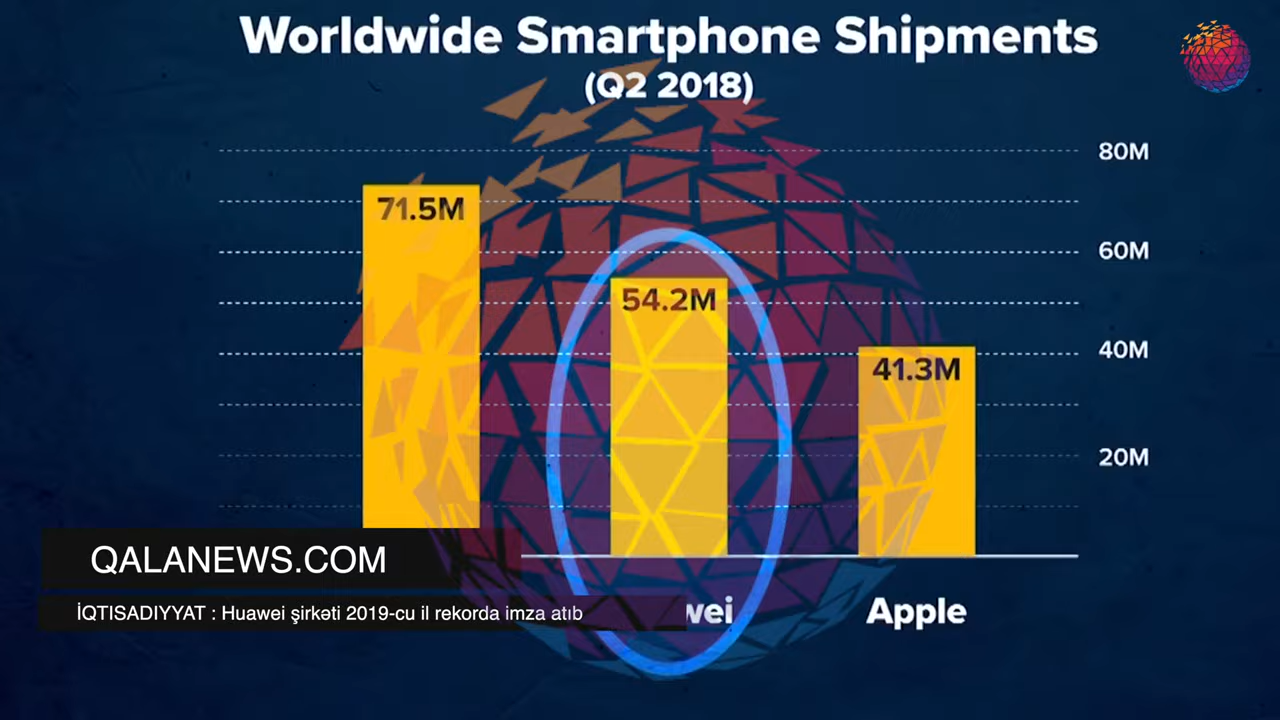 Worldwide Smartphone Shipments
(Q2 2018)
80M
71.5M
60M
54.2M
40M
41.3M
20M
QALANEWS.COM
İQTISADIYYAT : Huawei şirkəti 2019-cu il rekorda imza atıb
wei
Apple